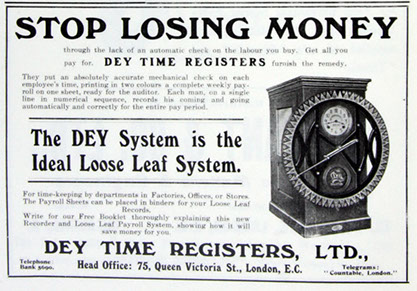 STOP LOSING MONEY
through the lack of an automatic check on the labour you buy. Get all you
pay for. DEY TIME REGISTERS furnish the remedy.
They put an absolutely accurate mechanical check on each
employee's time, printing in two colours a complete weekly pay-
roll on one sheet, ready for the auditor. Each man, on a single
line in numerical sequence, records his coming and going
automatically and correctly for the entire pay period.
The DEY System is the
Ideal Loose Leaf System.
For time-keeping by departments in Factories, Offices, or Stores.
The Payroll Sheets can be placed in binders for your Loose Leaf
Records.
Write for our Free Booklet thoroughly explaining this new
Recorder and Loose Leaf Payroll System, showing how it will
save money for you.
DEY TIME REGISTERS, LTD.,
Telephone: Bank 5690.
Head Office: 75, Queen Victoria St., London, E.C.
Telegrams: "Countable, London."